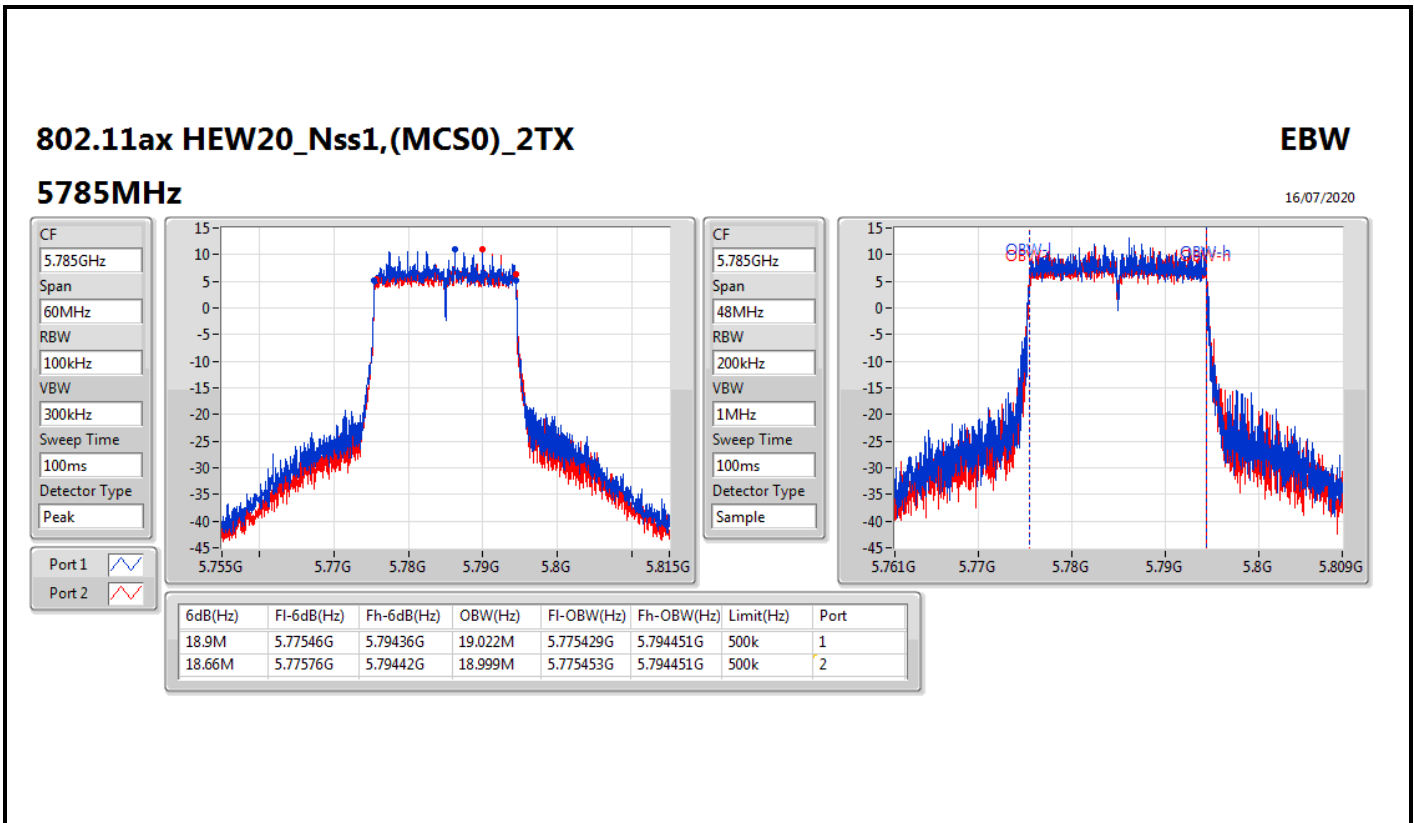 802.11ax HEW20_Nss1,(MCS0)_2TX EBW
5785MHz 16/07/2020
CF
5.785GHz
Span
60MHz
RBW
100kHz
VBW
300kHz
Sweep Time
100ms
Detector Type
Peak
Port 1
Port 2
15
10
5
0
-5
-10
-15
-20
-25
-30
-35
-40
-45
5.755G 5.77G 5.78G 5.79G 5.8G 5.815G
CF
5.785GHz
Span
48MHz
RBW
200kHz
VBW
1MHz
Sweep Time
100ms
Detector Type
Sample
15
10
5
0
-5
-10
-15
-20
-25
-30
-35
-40
-45
OBW-l OBW-h
5.761G 5.77G 5.78G 5.79G 5.8G 5.809G
6dB(Hz) Fl-6dB(Hz) Fh-6dB(Hz) OBW(Hz) Fl-OBW(Hz) Fh-OBW(Hz) Limit(Hz) Port
18.9M 5.77546G 5.79436G 19.022M 5.775429G 5.794451G 500k 1
18.66M 5.77576G 5.79442G 18.999M 5.775453G 5.794451G 500k 2